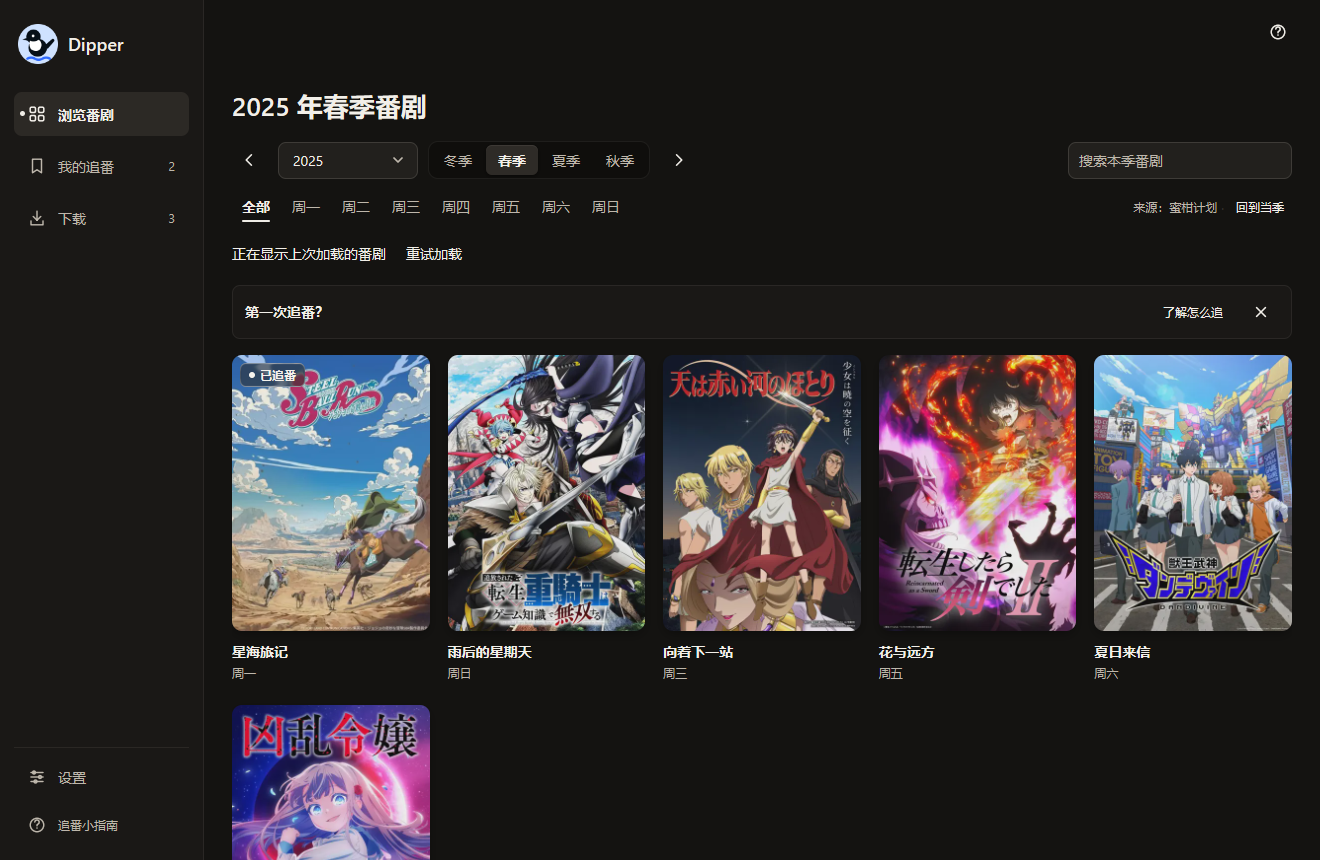 Dipper
浏览番剧
我的追番 2
下载 3
设置
追番小指南
2025 年春季番剧
2025 冬季 春季 夏季 秋季 搜索本季番剧
全部 周一 周二 周三 周四 周五 周六 周日 来源：蜜柑计划 回到当季
正在显示上次加载的番剧 重试加载
第一次追番？ 了解怎么追
已追番
STEEL BALL RUN
追放された
転生重騎士
ゲーム知識で無双する
天は赤い河のほとり
少女は暁の空を征く
転生したら
剣でした
II
Reincarnated as a Sword
獣王武神
ダンデヴァイン
DANDIVINE
星海旅记
周一
雨后的星期天
周日
向着下一站
周三
花与远方
周五
夏日来信
周六
凶乱令嬢